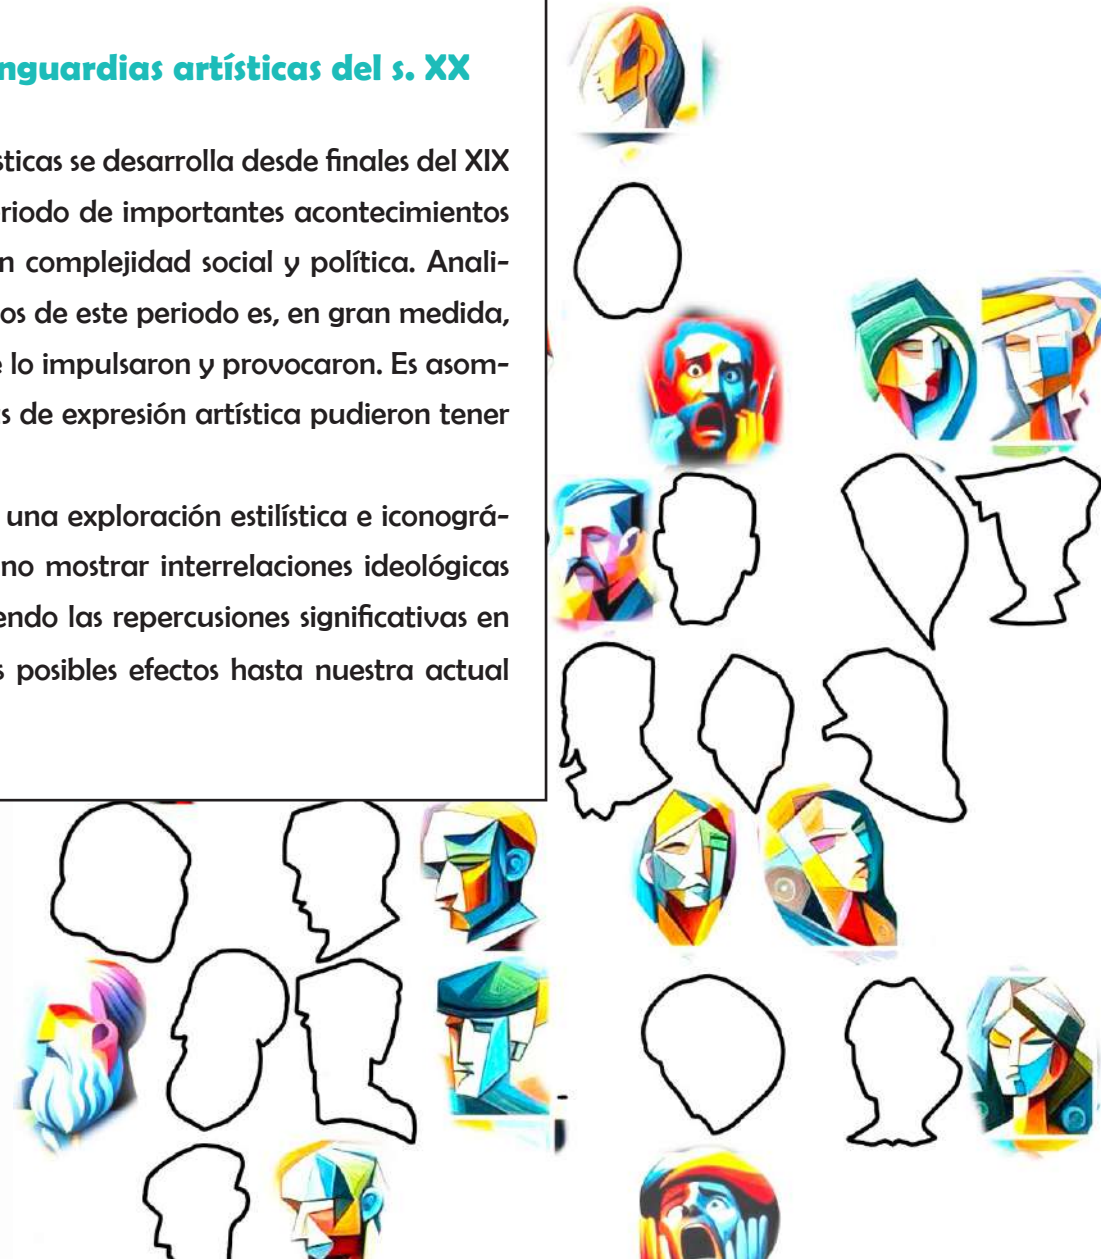 nguardias artísticas del s. XX
sticas se desarrolla desde finales del XIX
riodo de importantes acontecimientos
n complejidad social y política. Anali-
os de este periodo es, en gran medida,
e lo impulsaron y provocaron. Es asom-
s de expresión artística pudieron tener
una exploración estilística e iconográ-
no mostrar interrelaciones ideológicas
endo las repercusiones significativas en
s posibles efectos hasta nuestra actual